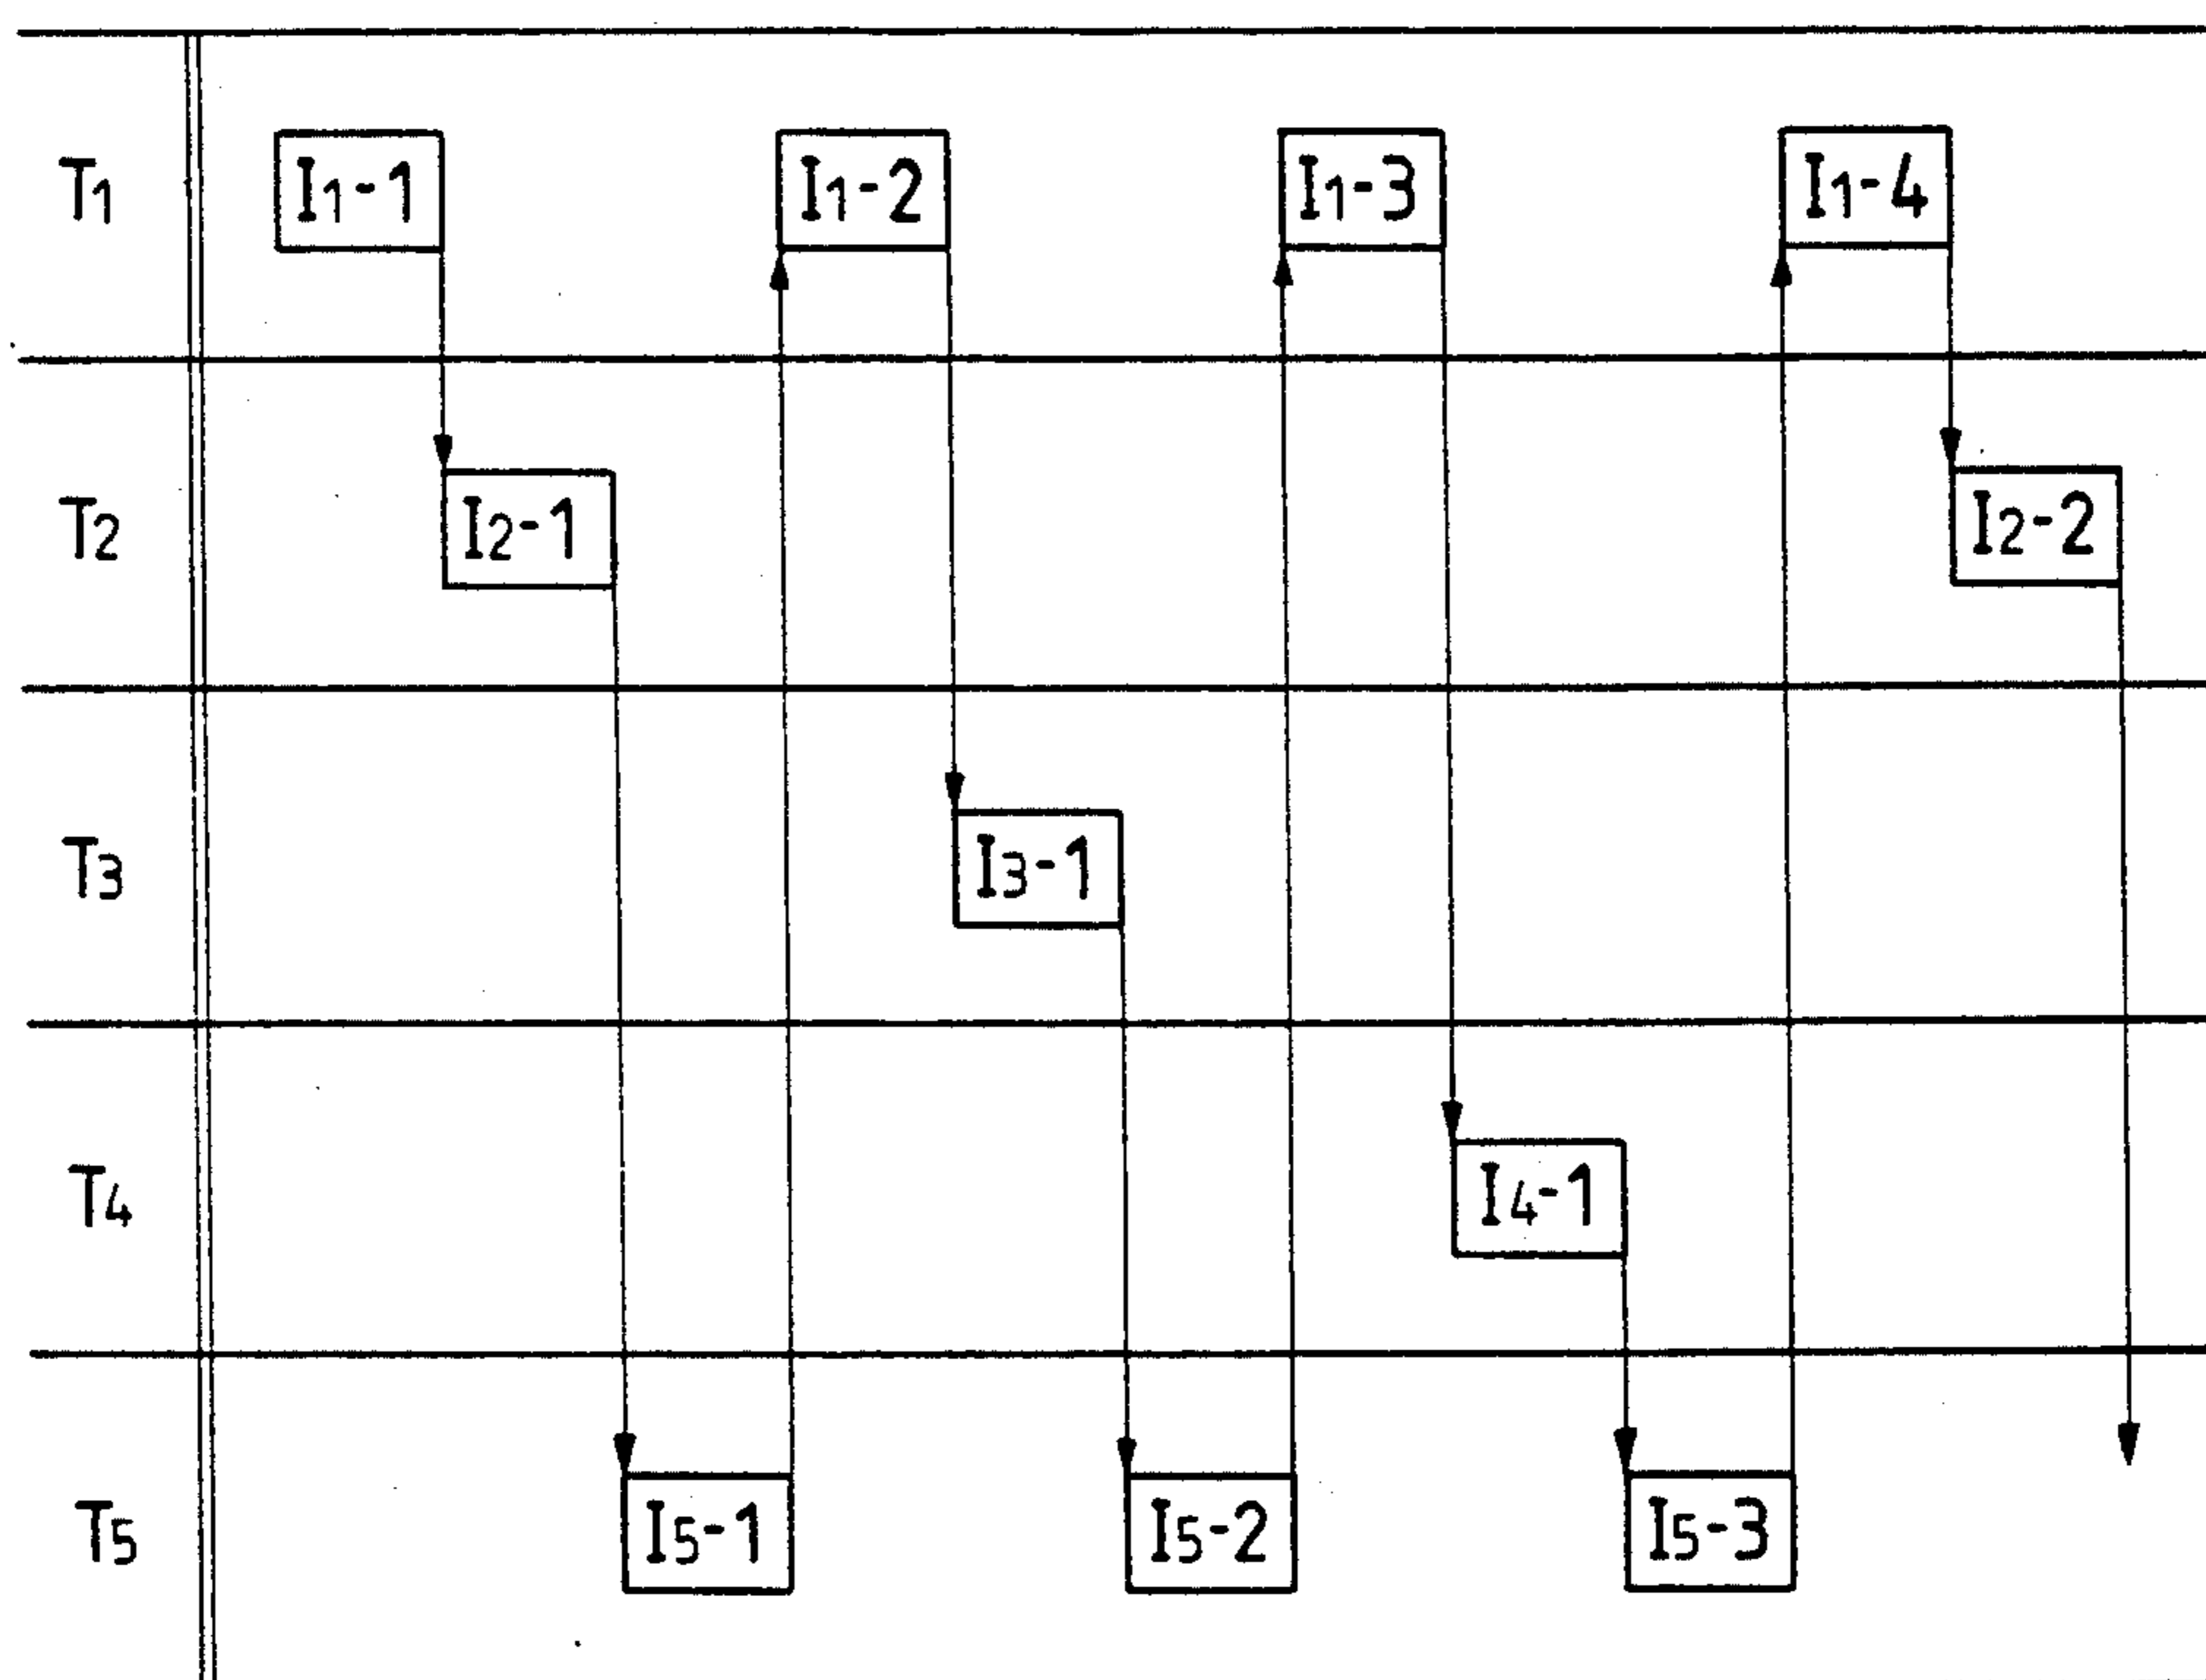 T1 I1-1 I1-2 I1-3 I1-4
T2 I2-1 I2-2
T3 I3-1
T4 I4-1
T5 I5-1 I5-2 I5-3